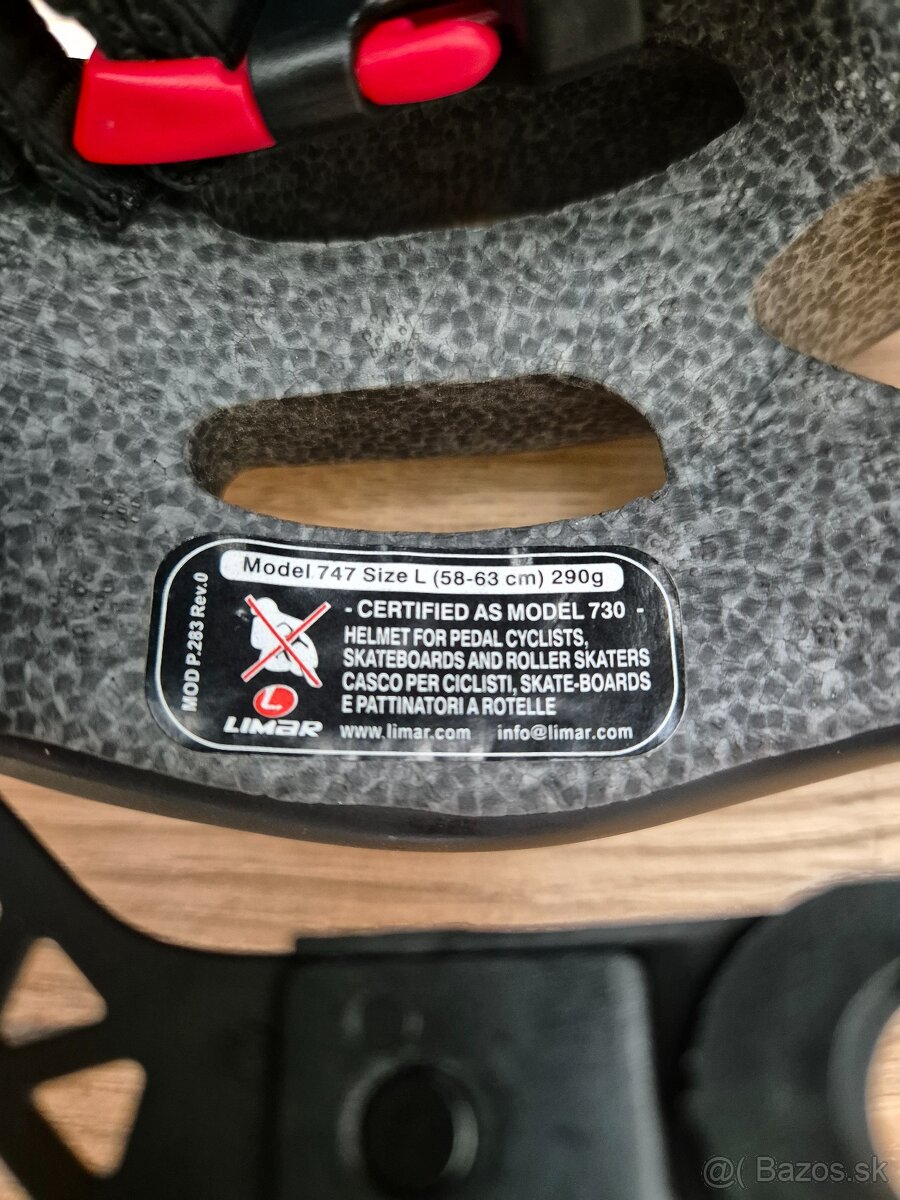 Model 747 Size L (58-63 cm) 290g
MOD P.283 Rev.0
- CERTIFIED AS MODEL 730 -
HELMET FOR PEDAL CYCLISTS,
SKATEBOARDS AND ROLLER SKATERS
CASCO PER CICLISTI, SKATE-BOARDS
E PATTINATORI A ROTELLE
L
LIMAR
www.limar.com info@limar.com
@( Bazos.sk